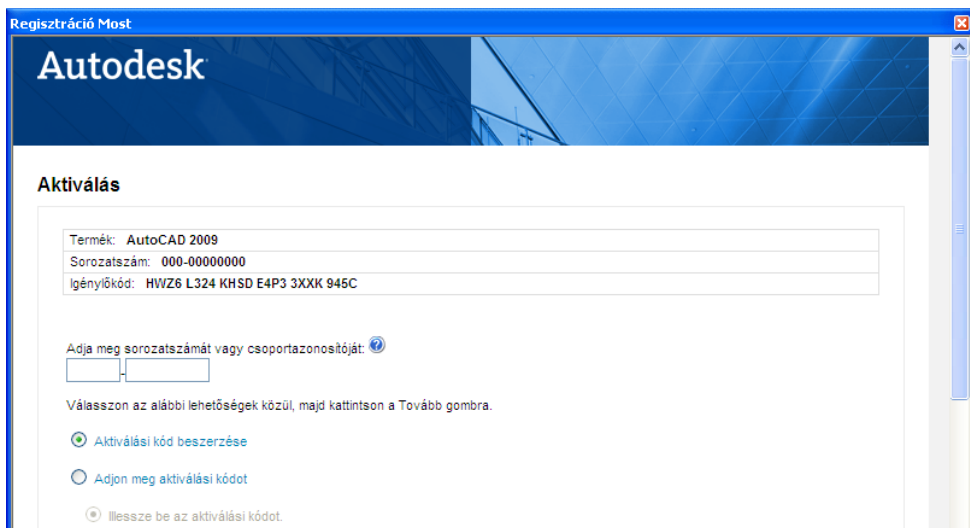 Regisztráció Most
Autodesk
Aktiválás
Termék: AutoCAD 2009
Sorozatszám: 000-00000000
Igénylőkód: HWZ6 L324 KHSD E4P3 3XXK 945C
Adja meg sorozatszámát vagy csoportazonosítóját:
-
Válasszon az alábbi lehetőségek közül, majd kattintson a Tovább gombra.
Aktiválási kód beszerzése
Adjon meg aktiválási kódot
Illessze be az aktiválási kódot.